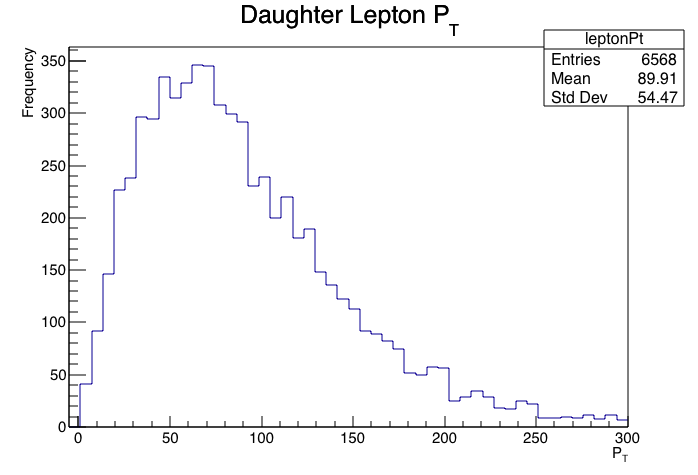 Daughter Lepton P_T
leptonPt
Entries 6568
Mean 89.91
Std Dev 54.47
Frequency
350
300
250
200
150
100
50
0
0 50 100 150 200 250 300
P_T